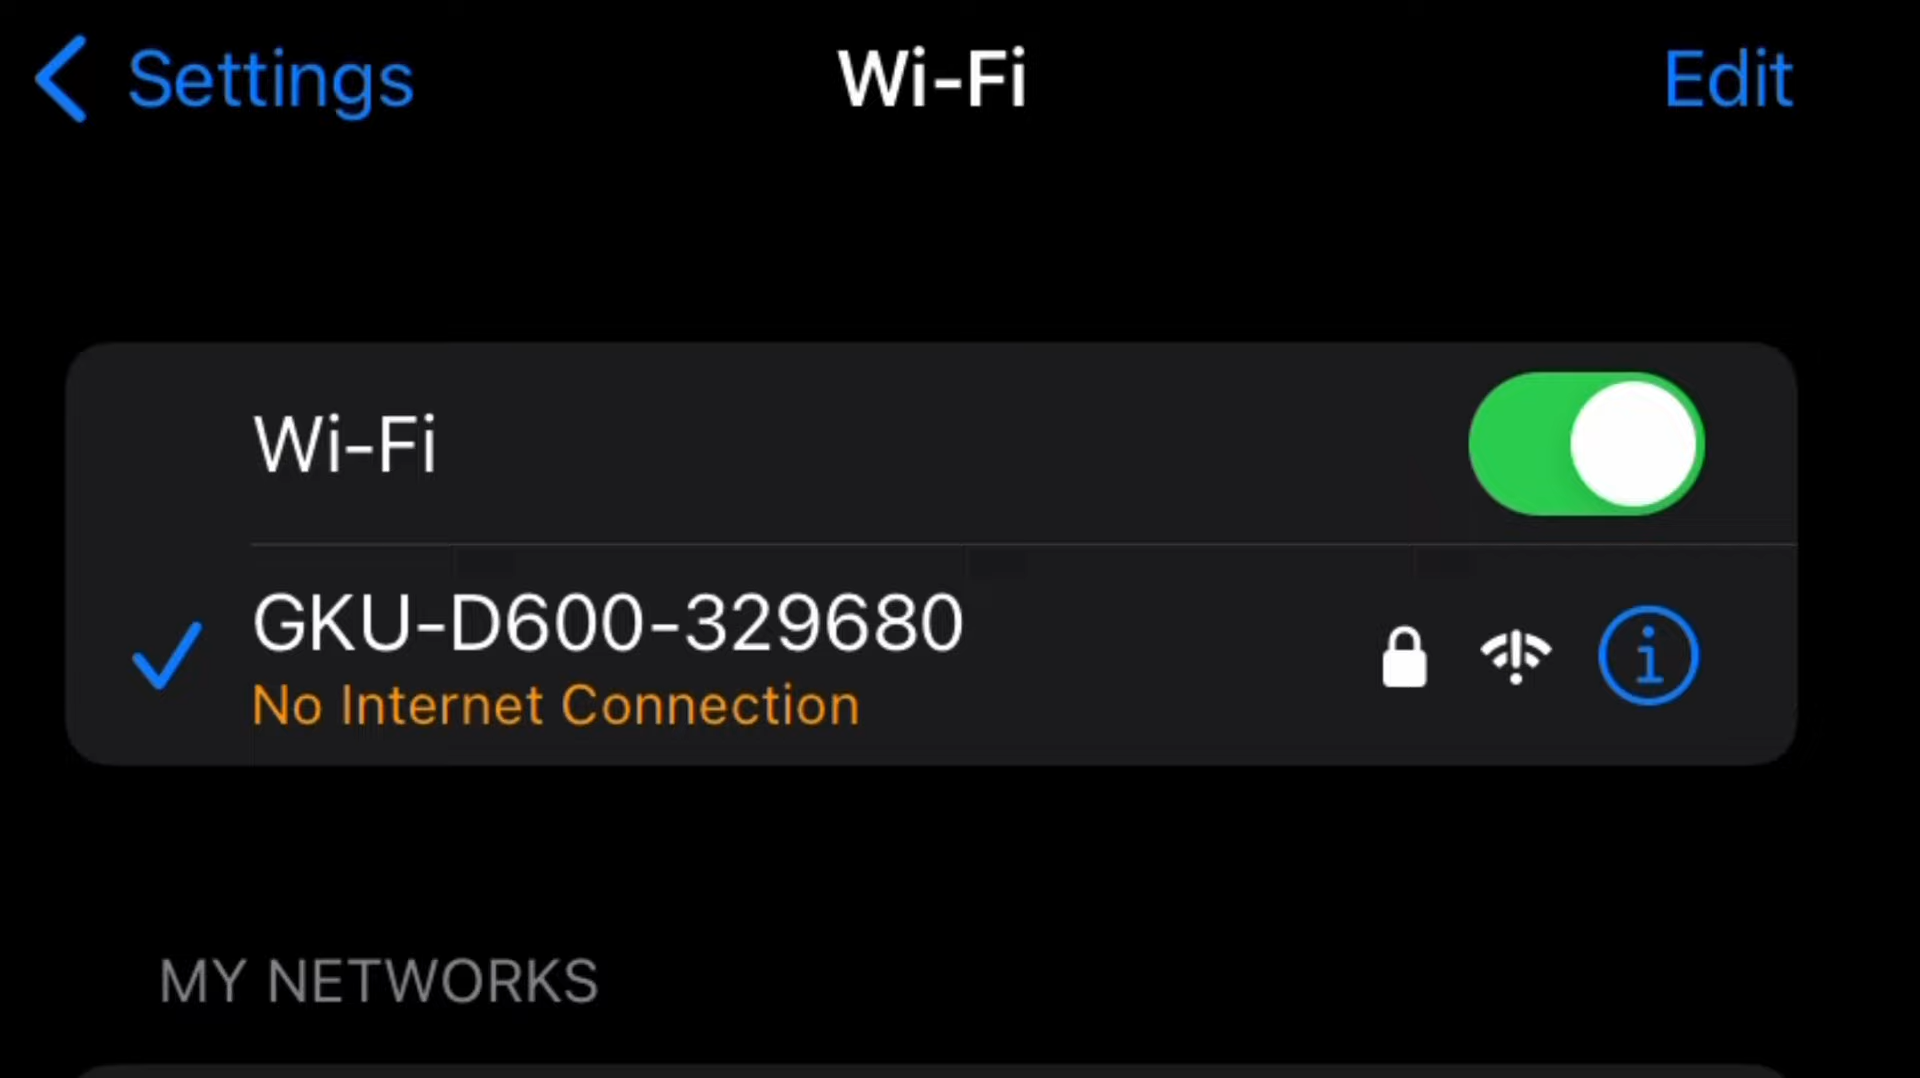 Settings
Wi-Fi
Edit
Wi-Fi
GKU-D600-329680
No Internet Connection
MY NETWORKS